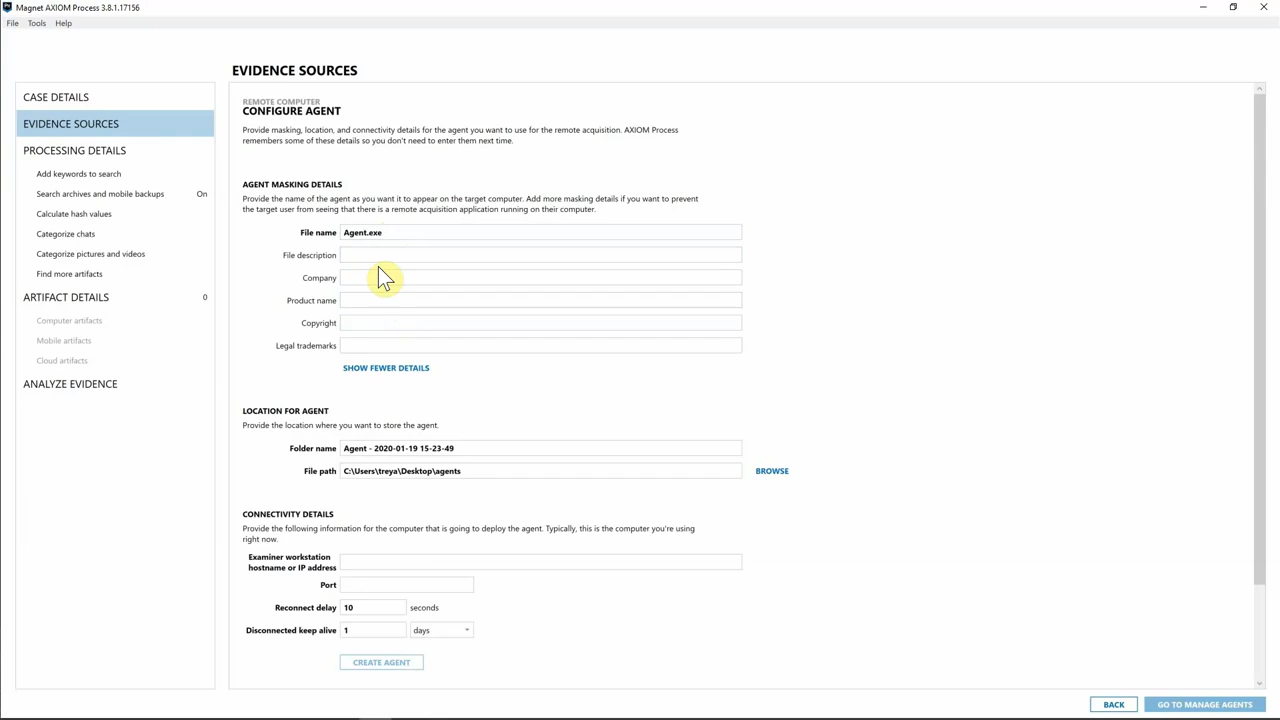 Magnet AXIOM Process 3.8.1.17156
File Tools Help
EVIDENCE SOURCES
CASE DETAILS
EVIDENCE SOURCES
PROCESSING DETAILS
Add keywords to search
Search archives and mobile backups On
Calculate hash values
Categorize chats
Categorize pictures and videos
Find more artifacts
ARTIFACT DETAILS 0
Computer artifacts
Mobile artifacts
Cloud artifacts
ANALYZE EVIDENCE
REMOTE COMPUTER
CONFIGURE AGENT
Provide masking, location, and connectivity details for the agent you want to use for the remote acquisition. AXIOM Process
remembers some of these details so you don't need to enter them next time.
AGENT MASKING DETAILS
Provide the name of the agent as you want it to appear on the target computer. Add more masking details if you want to prevent
the target user from seeing that there is a remote acquisition application running on their computer.
File name Agent.exe
File description
Company
Product name
Copyright
Legal trademarks
SHOW FEWER DETAILS
LOCATION FOR AGENT
Provide the location where you want to store the agent.
Folder name Agent - 2020-01-19 15-23-49
File path C:\Users\treya\Desktop\agents BROWSE
CONNECTIVITY DETAILS
Provide the following information for the computer that is going to deploy the agent. Typically, this is the computer you're using
right now.
Examiner workstation
hostname or IP address
Port
Reconnect delay 10 seconds
Disconnected keep alive 1 days
CREATE AGENT
BACK GO TO MANAGE AGENTS